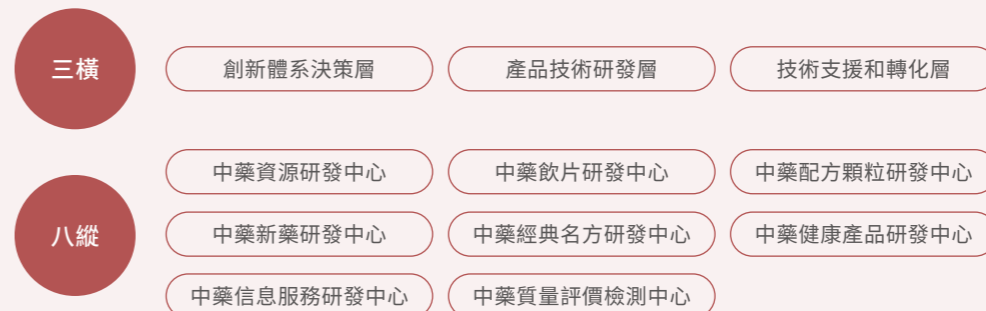 三橫
創新體系決策層
產品技術研發層
技術支援和轉化層
八縱
中藥資源研發中心
中藥飲片研發中心
中藥配方顆粒研發中心
中藥新藥研發中心
中藥經典名方研發中心
中藥健康產品研發中心
中藥信息服務研發中心
中藥質量評價檢測中心